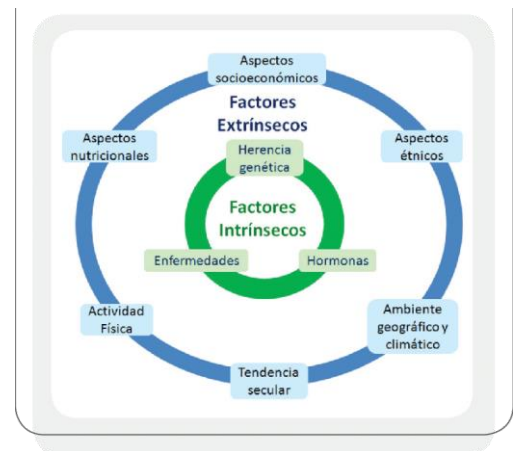 Aspectos
socioeconómicos
Factores
Extrínsecos
Aspectos
nutricionales
Aspectos
étnicos
Herencia
genética
Factores
Intrínsecos
Enfermedades
Hormonas
Actividad
Física
Ambiente
geográfico y
climático
Tendencia
secular